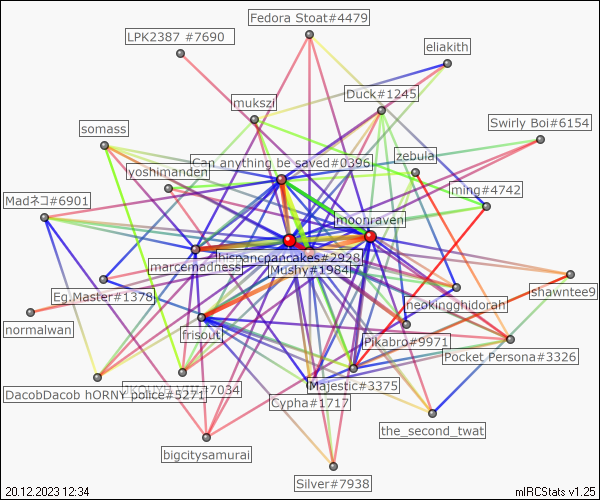 Fedora Stoat#4479
LPK2387 #7690
eliakith
Duck#1245
mukszi
Swirly Boi#6154
somass
Can anything be saved#0396
zebula
yoshimanden
ming#4742
Madネコ#6901
moonraven
hispanicpancakes#2928
marcemadness
Mushy#1984
Eg.Master#1378
shawntee9
neokingghidorah
normalwan
frisout
Pikabro#9971
Pocket Persona#3326
Majestic#3375
DacobDacob hORNY police#5271
7034
Cypha#1717
the_second_twat
bigcitysamurai
Silver#7938
20.12.2023 12:34
mIRCStats v1.25